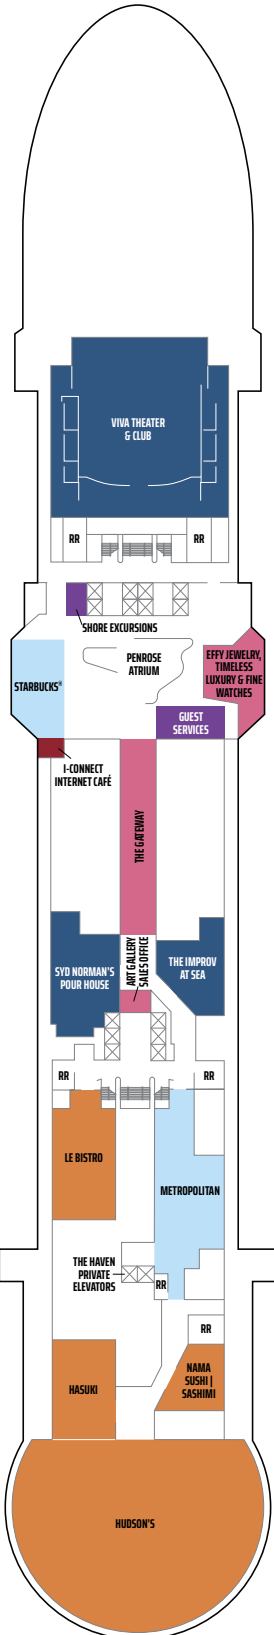 VIVA THEATER
& CLUB
RR
RR
SHORE EXCURSIONS
PENROSE
ATRIUM
EFFY JEWELRY,
TIMELESS
LUXURY & FINE
WATCHES
STARBUCKS®
GUEST
SERVICES
I-CONNECT
INTERNET CAFÉ
THE GATEWAY
ART GALLERY
SALES OFFICE
SYD NORMAN'S
POUR HOUSE
THE IMPROV
AT SEA
RR
RR
LE BISTRO
METROPOLITAN
THE HAVEN
PRIVATE
ELEVATORS
RR
RR
HASUKI
NAMA
SUSHI |
SASHIMI
HUDSON'S